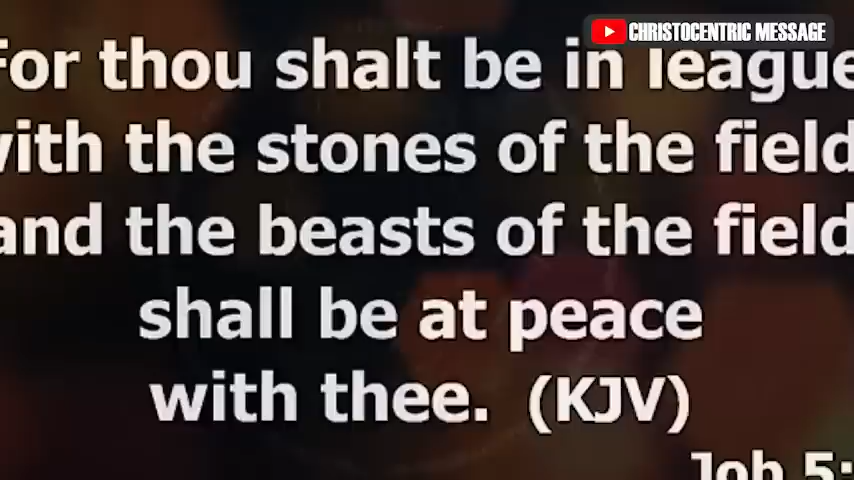 CHRISTOCENTRIC MESSAGE
For thou shalt be in league
with the stones of the field
and the beasts of the field
shall be at peace
with thee. (KJV)
Job 5: